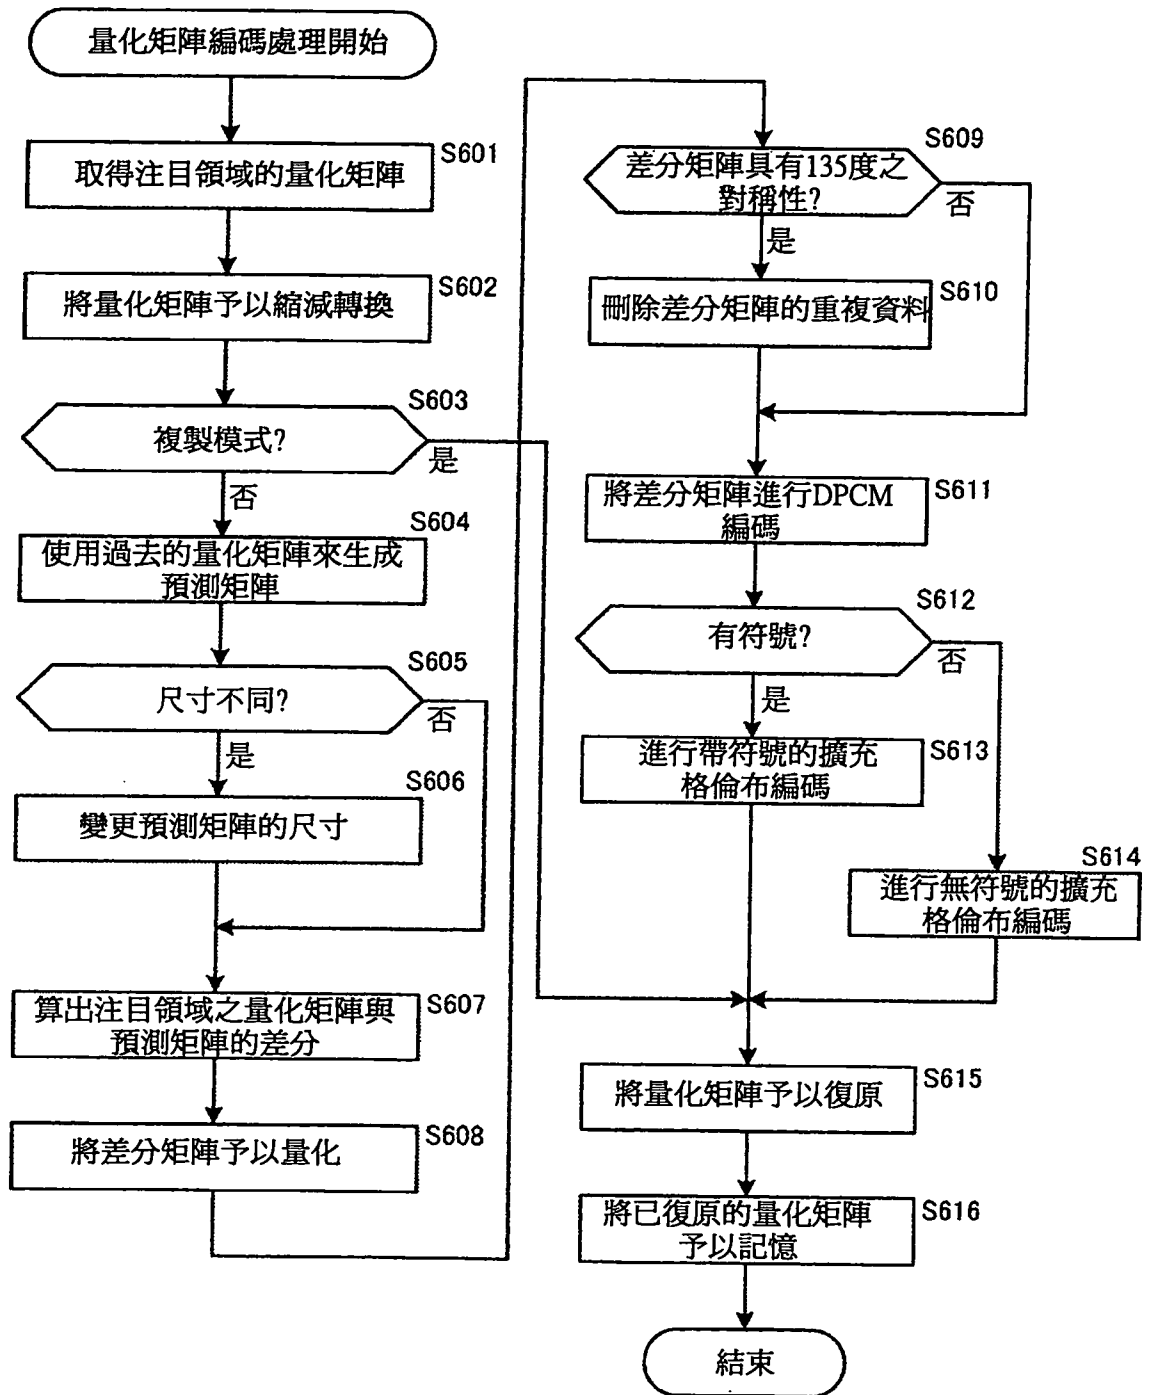 量化矩陣編碼處理開始
S601
取得注目領域的量化矩陣
S602
將量化矩陣予以縮減轉換
S603
複製模式?
是
否
S604
使用過去的量化矩陣來生成
預測矩陣
S605
尺寸不同?
否
是
S606
變更預測矩陣的尺寸
S607
算出注目領域之量化矩陣與
預測矩陣的差分
S608
將差分矩陣予以量化
S609
差分矩陣具有135度之
對稱性?
否
是
S610
刪除差分矩陣的重複資料
S611
將差分矩陣進行DPCM
編碼
S612
有符號?
否
是
S613
進行帶符號的擴充
格倫布編碼
S614
進行無符號的擴充
格倫布編碼
S615
將量化矩陣予以復原
S616
將已復原的量化矩陣
予以記憶
結束